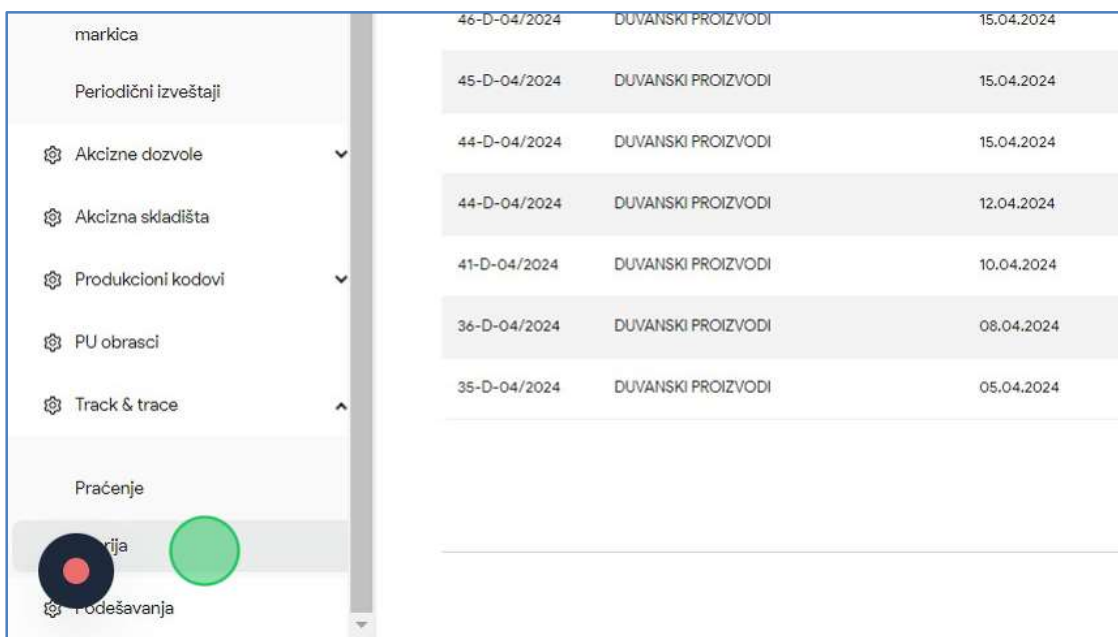 markica
Periodični izveštaji
Akcizne dozvole
Akcizna skladišta
Produkcioni kodovi
PU obrasci
Track & trace
Praćenje
rija
odešavanja
46-D-04/2024 DUVANSKI PROIZVODI 15.04.2024
45-D-04/2024 DUVANSKI PROIZVODI 15.04.2024
44-D-04/2024 DUVANSKI PROIZVODI 15.04.2024
44-D-04/2024 DUVANSKI PROIZVODI 12.04.2024
41-D-04/2024 DUVANSKI PROIZVODI 10.04.2024
36-D-04/2024 DUVANSKI PROIZVODI 08.04.2024
35-D-04/2024 DUVANSKI PROIZVODI 05.04.2024